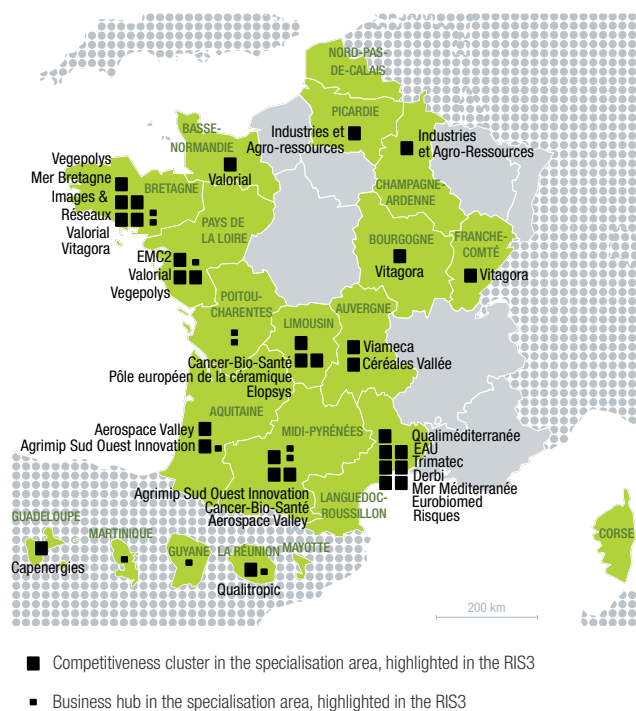 NORD-PAS-
DE-CALAIS
PICARDIE
Industries et
Agro-ressources
Industries
et Agro-Ressources
CHAMPAGNE-
ARDENNE
BASSE-
NORMANDIE
Valorial
Vegepolys
Mer Bretagne
Images &
Réseaux
Valorial
Vitagora
BRETAGNE
PAYS DE
LA LOIRE
EMC2
Valorial
Vegepolys
BOURGOGNE
Vitagora
FRANCHE-
COMTÉ
Vitagora
POITOU-
CHARENTES
LIMOUSIN
Cancer-Bio-Santé
Pôle européen de la céramique
Elopsys
AUVERGNE
Viameca
Céréales Vallée
AQUITAINE
Aerospace Valley
Agrimip Sud Ouest Innovation
MIDI-PYRÉNÉES
Agrimip Sud Ouest Innovation
Cancer-Bio-Santé
Aerospace Valley
Qualiméditerranée
EAU
Trimatec
Derbi
Mer Méditerranée
Eurobiomed
Risques
LANGUEDOC-
ROUSSILLON
GUADELOUPE
Capenergies
MARTINIQUE
GUYANE
LA RÉUNION
Qualitropic
MAYOTTE
CORSE
200 km
Competitiveness cluster in the specialisation area, highlighted in the RIS3
Business hub in the specialisation area, highlighted in the RIS3